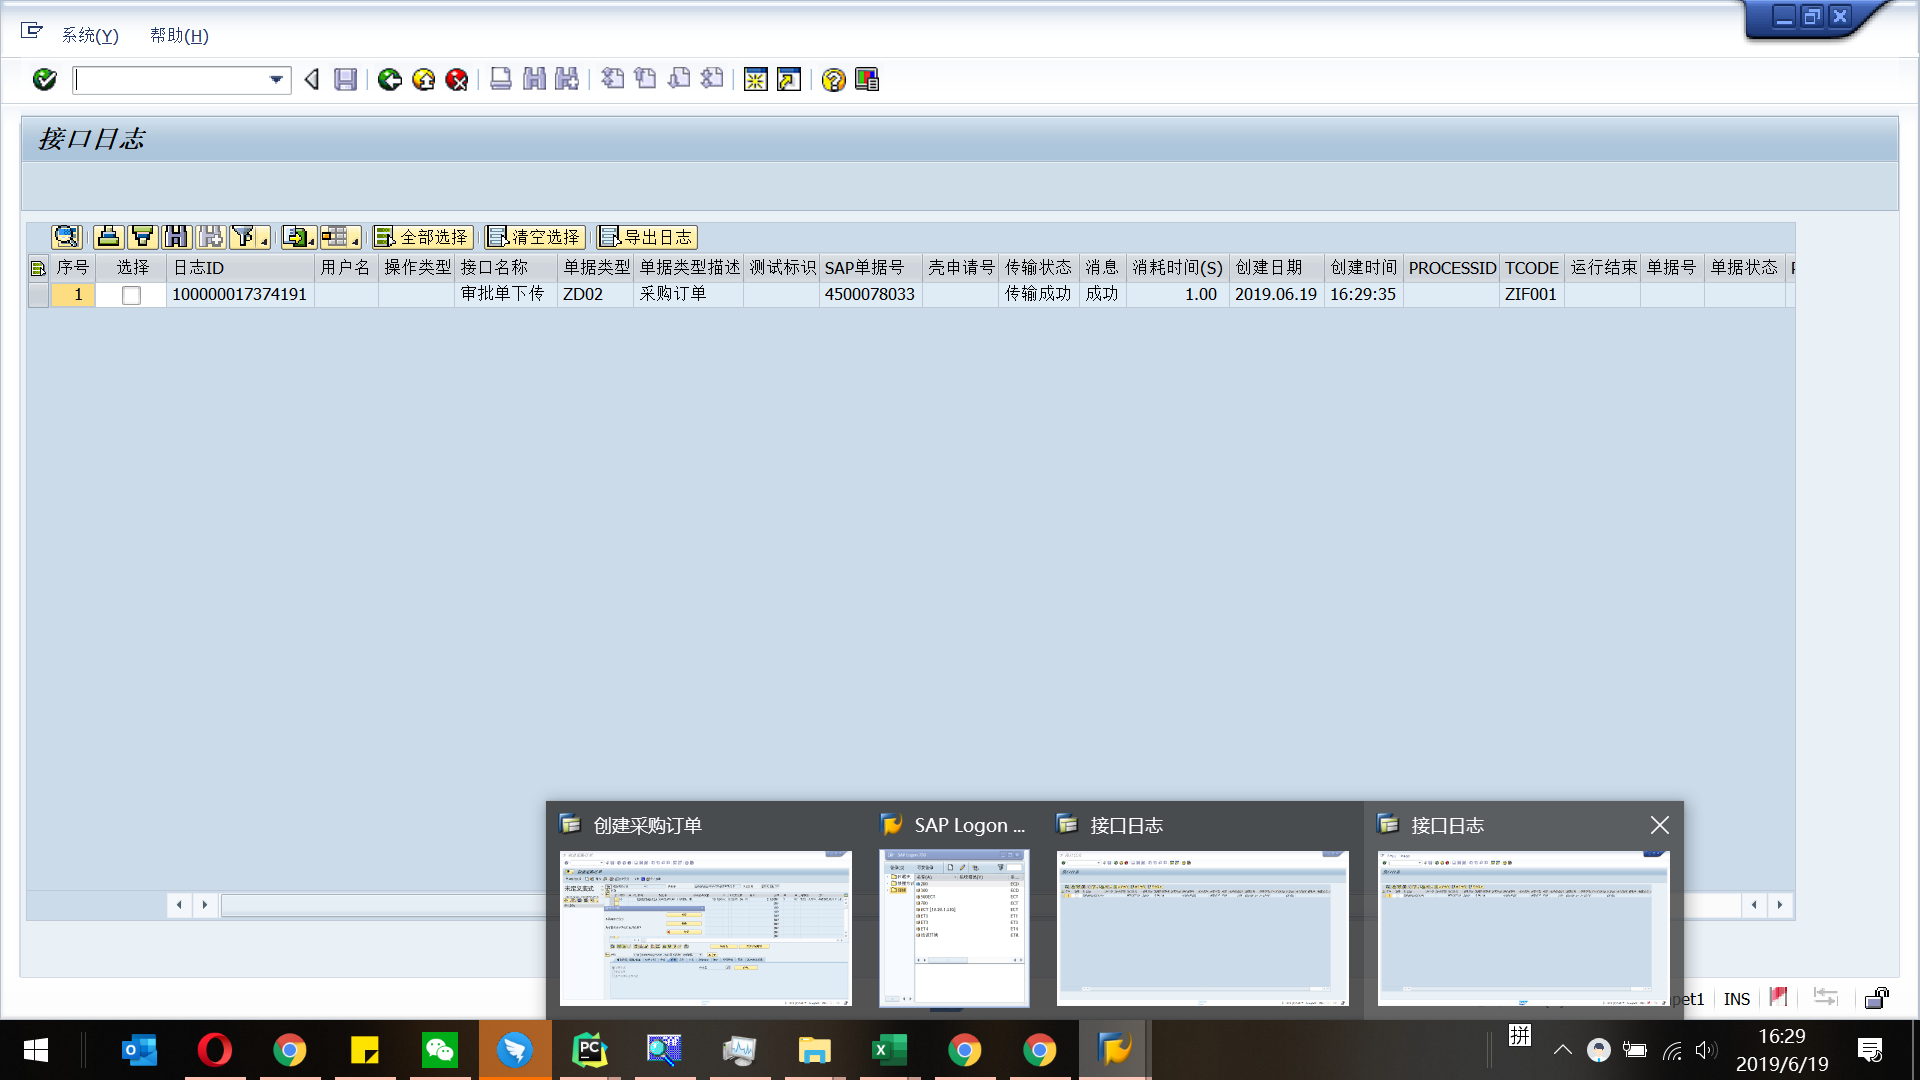 系统(Y) 帮助(H)
接口日志
全部选择 清空选择 导出日志
序号 选择 日志ID 用户名 操作类型 接口名称 单据类型 单据类型描述 测试标识 SAP单据号 壳申请号 传输状态 消息 消耗时间(S) 创建日期 创建时间 PROCESSID TCODE 运行结束 单据号 单据状态
1 100000017374191 审批单下传 ZD02 采购订单 4500078033 传输成功 成功 1.00 2019.06.19 16:29:35 ZIF001
创建采购订单 SAP Logon ... 接口日志 接口日志
pet1 INS
拼
16:29
2019/6/19